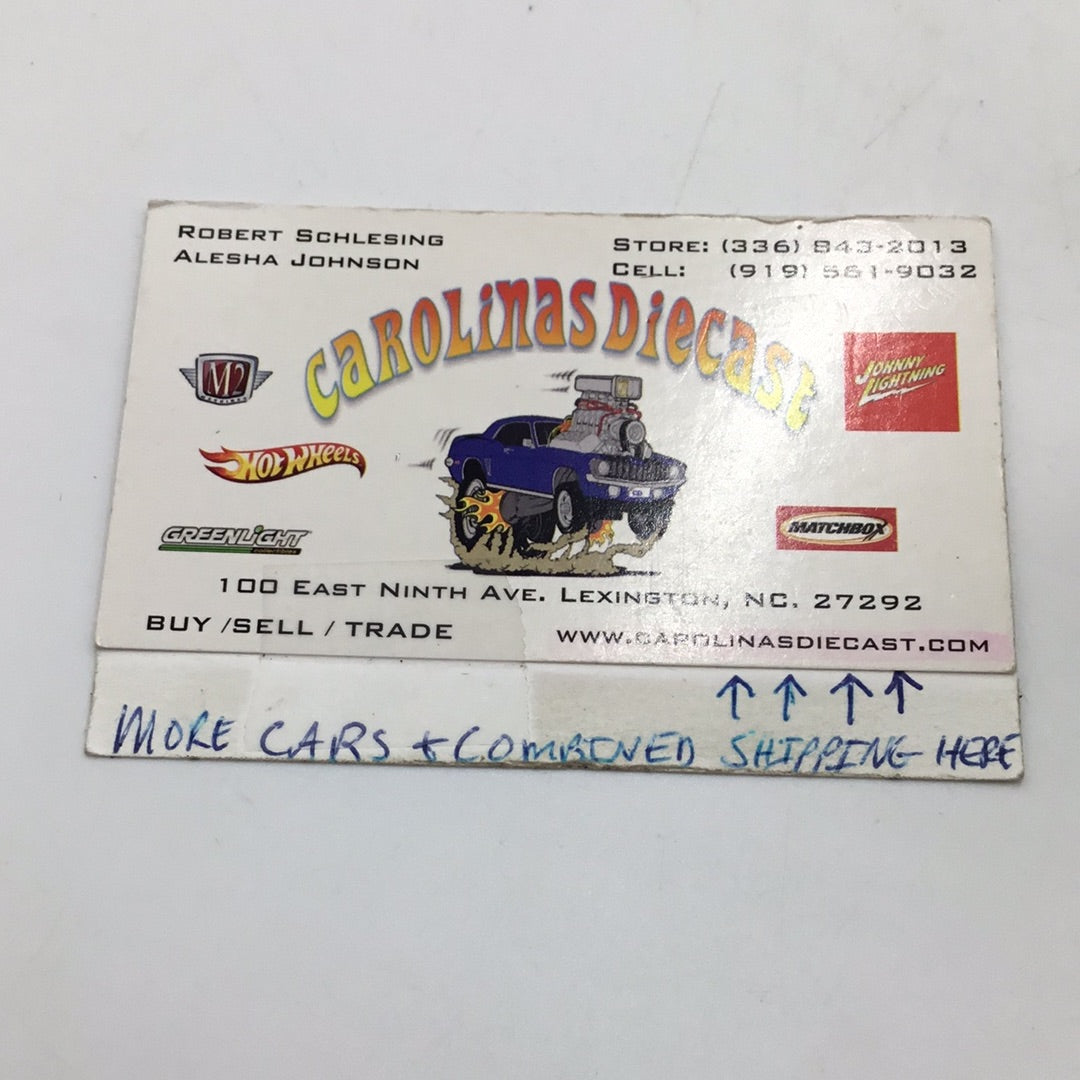 ROBERT SCHLESING
ALESHA JOHNSON
STORE: (336) 843-2013
CELL: (919) 561-9032
CAROLINAS DIECAST
M2
JOHNNY LIGHTNING
HOT WHEELS
GREENLIGHT
collectibles
MATCHBOX
100 EAST NINTH AVE. LEXINGTON, NC. 27292
BUY /SELL / TRADE
WWW.CAROLINASDIECAST.COM
↑ ↑ ↑ ↑
MORE CARS + COMBINED SHIPPING HERE